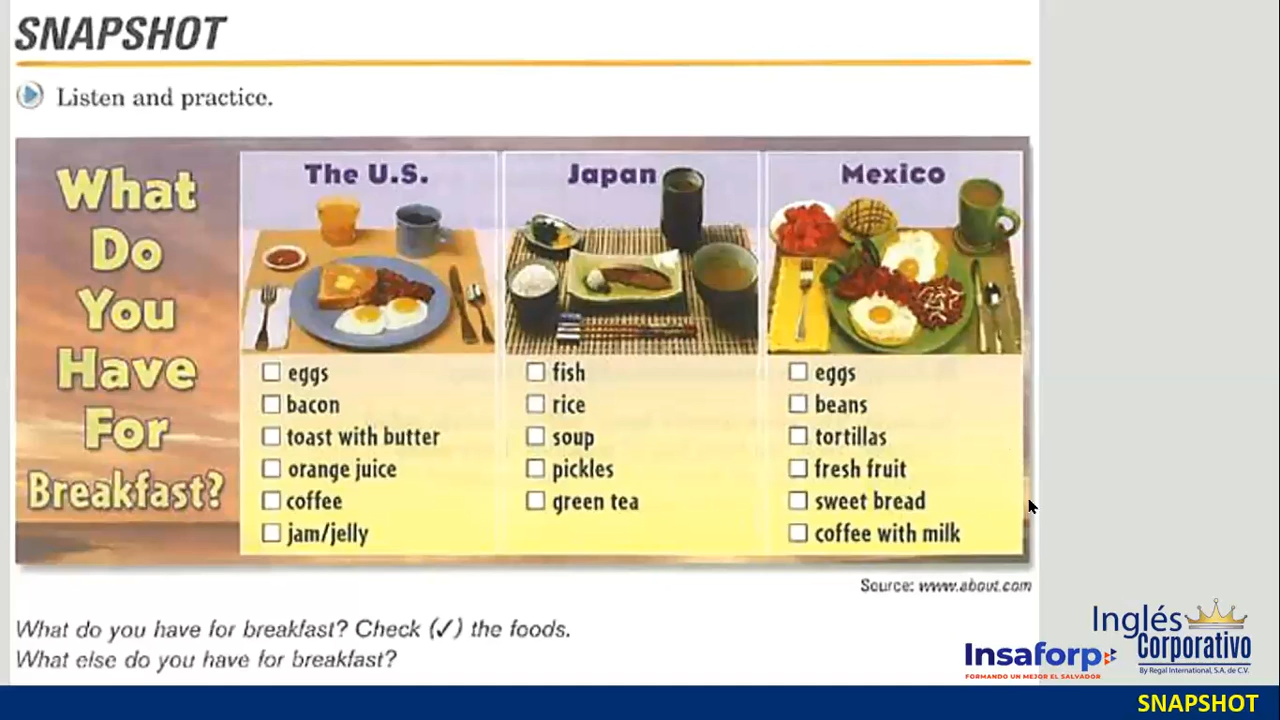 SNAPSHOT
Listen and practice.
What
Do
You
Have
For
Breakfast?
The U.S.
eggs
bacon
toast with butter
orange juice
coffee
jam/jelly
Japan
fish
rice
soup
pickles
green tea
Mexico
eggs
beans
tortillas
fresh fruit
sweet bread
coffee with milk
Source: www.about.com
What do you have for breakfast? Check (✓) the foods.
What else do you have for breakfast?
Insaforp
FORMANDO UN MEJOR EL SALVADOR
Inglés
Corporativo
By Regal International, S.A. de C.V.
SNAPSHOT